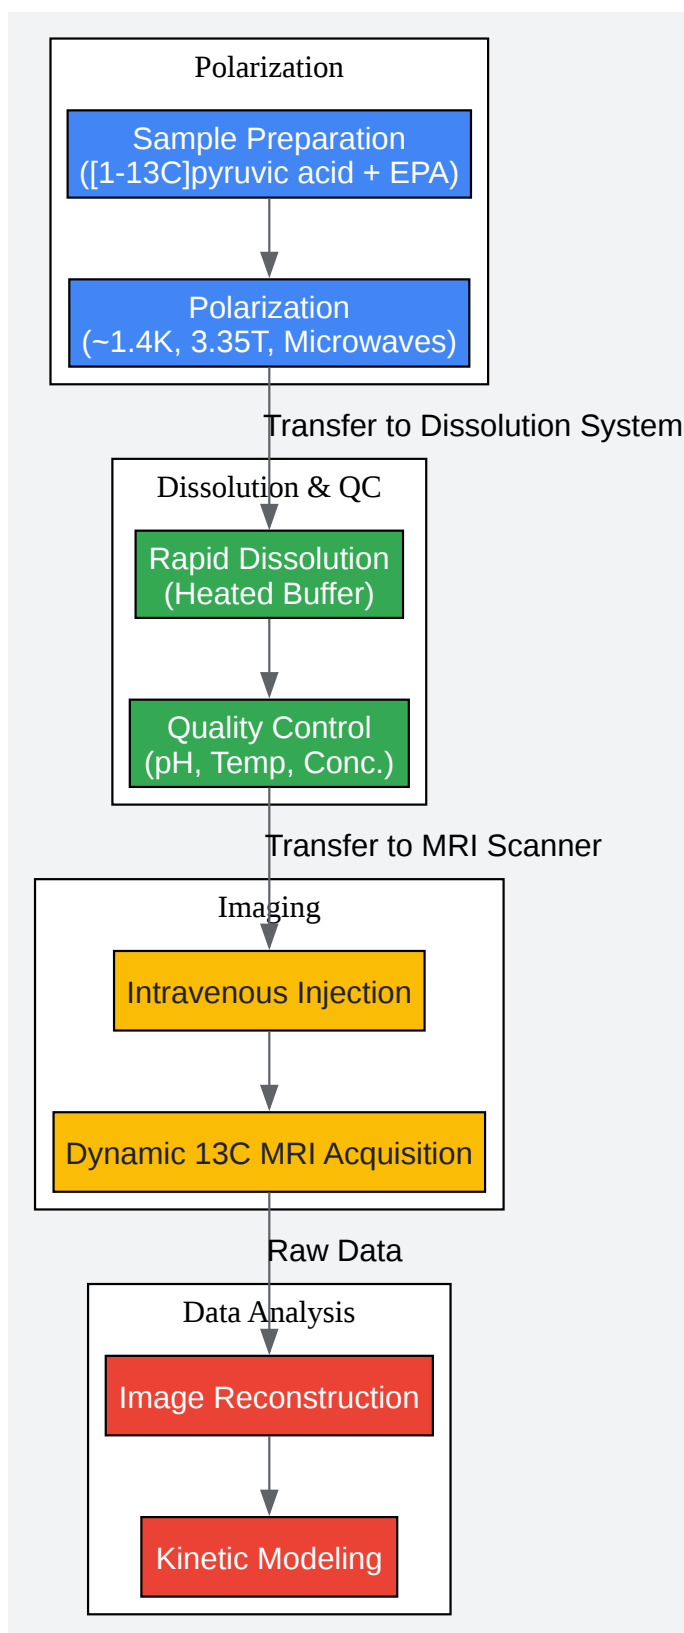 Polarization
Sample Preparation
([1-13C]pyruvic acid + EPA)
Polarization
(~1.4K, 3.35T, Microwaves)
Transfer to Dissolution System
Dissolution & QC
Rapid Dissolution
(Heated Buffer)
Quality Control
(pH, Temp, Conc.)
Transfer to MRI Scanner
Imaging
Intravenous Injection
Dynamic 13C MRI Acquisition
Raw Data
Data Analysis
Image Reconstruction
Kinetic Modeling